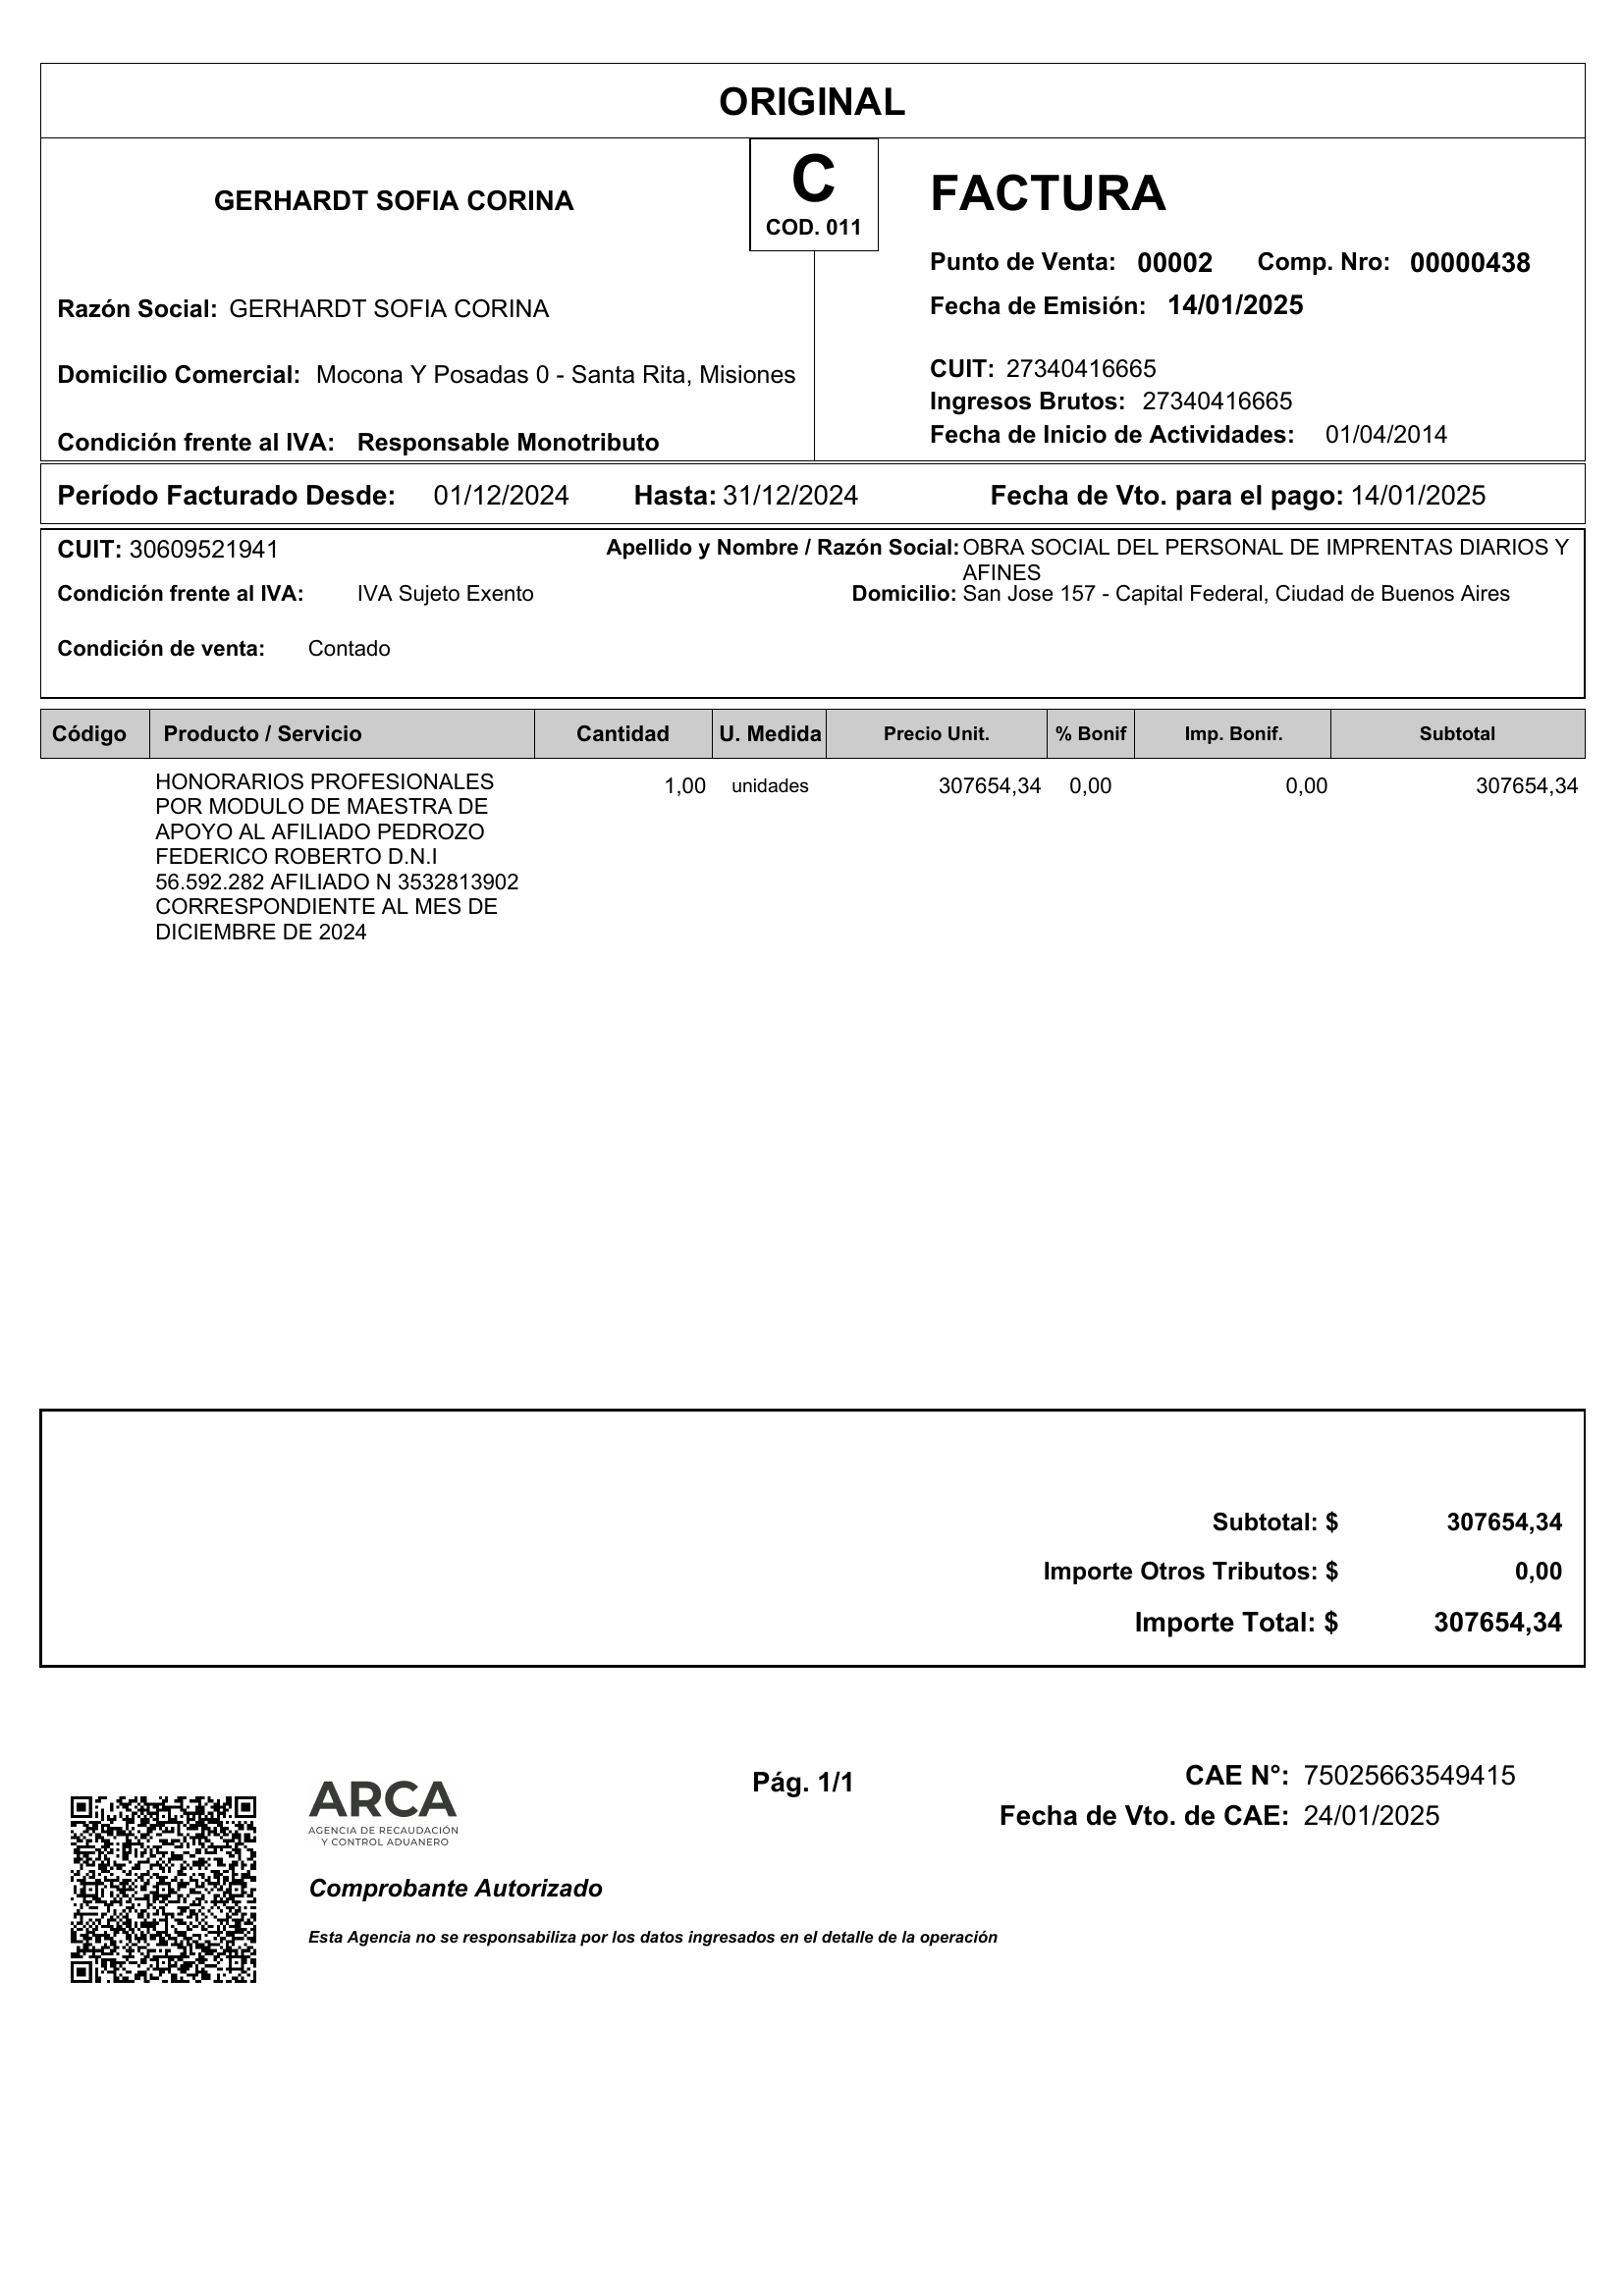 ORIGINAL
GERHARDT SOFIA CORINA
C
COD. 011
FACTURA
Punto de Venta: 00002 Comp. Nro: 00000438
Fecha de Emisión: 14/01/2025
Razón Social: GERHARDT SOFIA CORINA
Domicilio Comercial: Mocona Y Posadas 0 - Santa Rita, Misiones
Condición frente al IVA: Responsable Monotributo
CUIT: 27340416665
Ingresos Brutos: 27340416665
Fecha de Inicio de Actividades: 01/04/2014
Período Facturado Desde: 01/12/2024 Hasta: 31/12/2024 Fecha de Vto. para el pago: 14/01/2025
CUIT: 30609521941 Apellido y Nombre / Razón Social: OBRA SOCIAL DEL PERSONAL DE IMPRENTAS DIARIOS Y
AFINES
Condición frente al IVA: IVA Sujeto Exento Domicilio: San Jose 157 - Capital Federal, Ciudad de Buenos Aires
Condición de venta: Contado
Código Producto / Servicio Cantidad U. Medida Precio Unit. % Bonif Imp. Bonif. Subtotal
HONORARIOS PROFESIONALES 1,00 unidades 307654,34 0,00 0,00 307654,34
POR MODULO DE MAESTRA DE
APOYO AL AFILIADO PEDROZO
FEDERICO ROBERTO D.N.I
56.592.282 AFILIADO N 3532813902
CORRESPONDIENTE AL MES DE
DICIEMBRE DE 2024
Subtotal: $ 307654,34
Importe Otros Tributos: $ 0,00
Importe Total: $ 307654,34
ARCA
AGENCIA DE RECAUDACIÓN
Y CONTROL ADUANERO
Pág. 1/1
CAE N°: 75025663549415
Fecha de Vto. de CAE: 24/01/2025
Comprobante Autorizado
Esta Agencia no se responsabiliza por los datos ingresados en el detalle de la operación